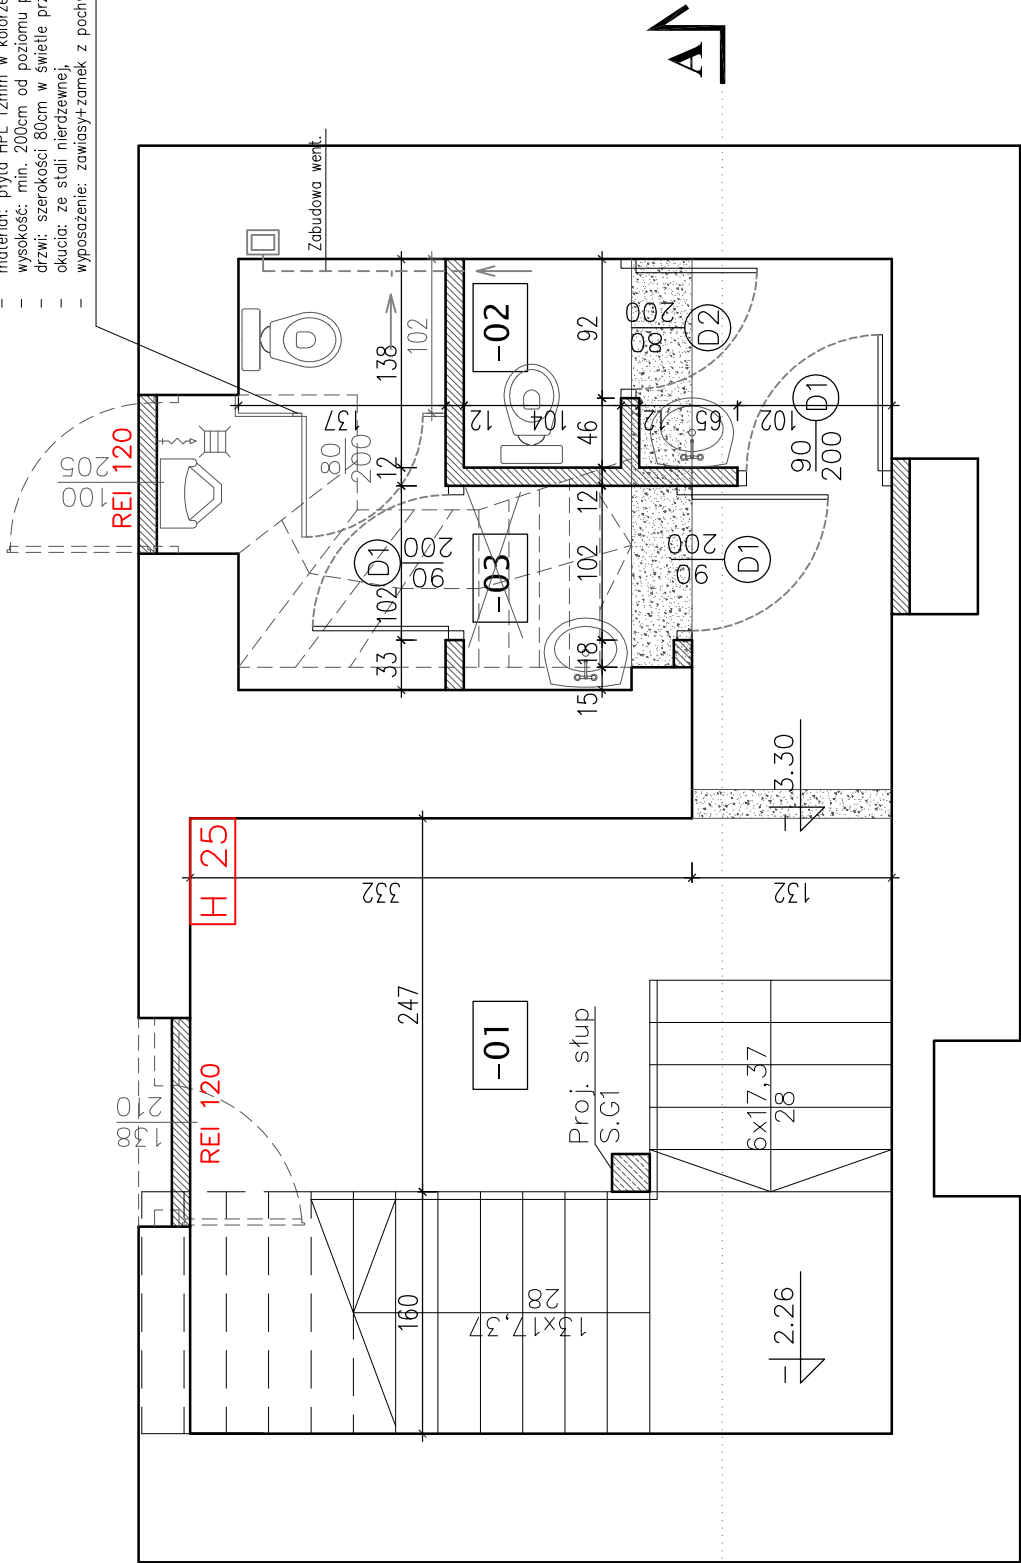 - materiał: płyta HPL 12mm w kolorze
- wysokość: min. 200cm od poziomu
- drzwi: szerokości 80cm w świetle
- okucia: ze stali nierdzewnej,
- wyposażenie: zawiasy+zamek z
Zabudowa went.
A
205
100
REI 120
137
80
200
138
102
12
-02
104
92
46
12
65
102
80
200
D2
D1
90
200
D1
90
200
12
102
33
-03
12
102
18
15
D1
90
200
-3.30
H 25
332
132
247
-01
210
138
REI 120
Proj. słup
S.G1
6x17,37
28
160
13x17,37
28
-2.26